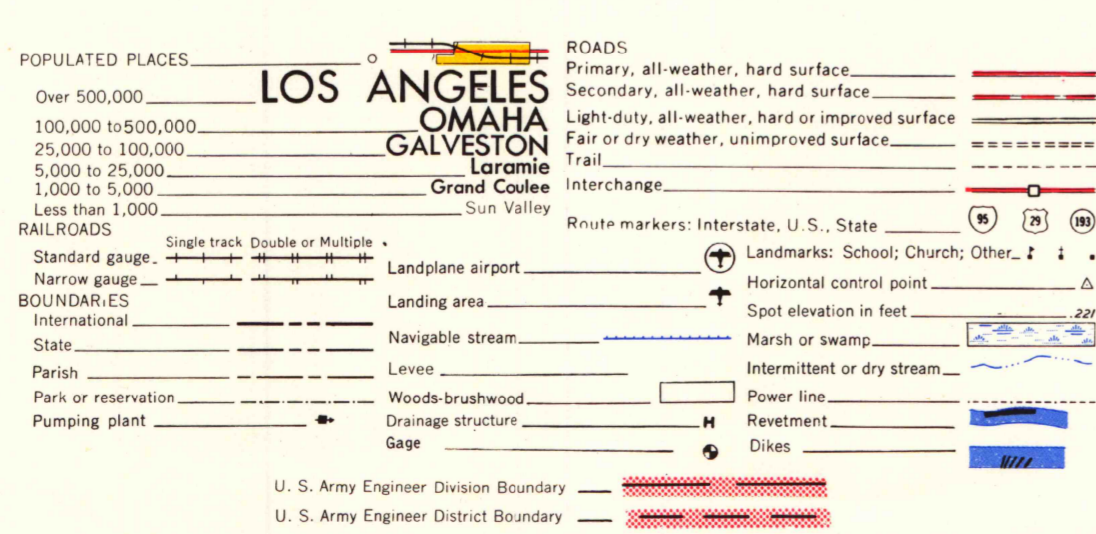 POPULATED PLACES
Over 500,000 LOS ANGELES
100,000 to 500,000 OMAHA
25,000 to 100,000 GALVESTON
5,000 to 25,000 Laramie
1,000 to 5,000 Grand Coulee
Less than 1,000 Sun Valley
RAILROADS
Single track Double or Multiple
Standard gauge
Narrow gauge
BOUNDARIES
International
State
Parish
Park or reservation
Pumping plant
Landplane airport
Landing area
Navigable stream
Levee
Woods-brushwood
Drainage structure H
Gage
ROADS
Primary, all-weather, hard surface
Secondary, all-weather, hard surface
Light-duty, all-weather, hard or improved surface
Fair or dry weather, unimproved surface
Trail
Interchange
Route markers: Interstate, U.S., State 95 29 193
Landmarks: School; Church; Other
Horizontal control point
Spot elevation in feet .221
Marsh or swamp
Intermittent or dry stream
Power line
Revetment
Dikes
U. S. Army Engineer Division Boundary
U. S. Army Engineer District Boundary